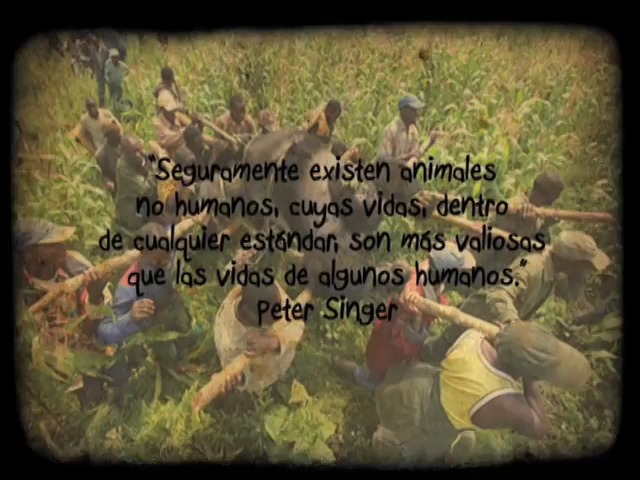 "Seguramente existen animales
no humanos, cuyas vidas, dentro
de cualquier estándar, son más valiosas
que las vidas de algunos humanos."
Peter Singer